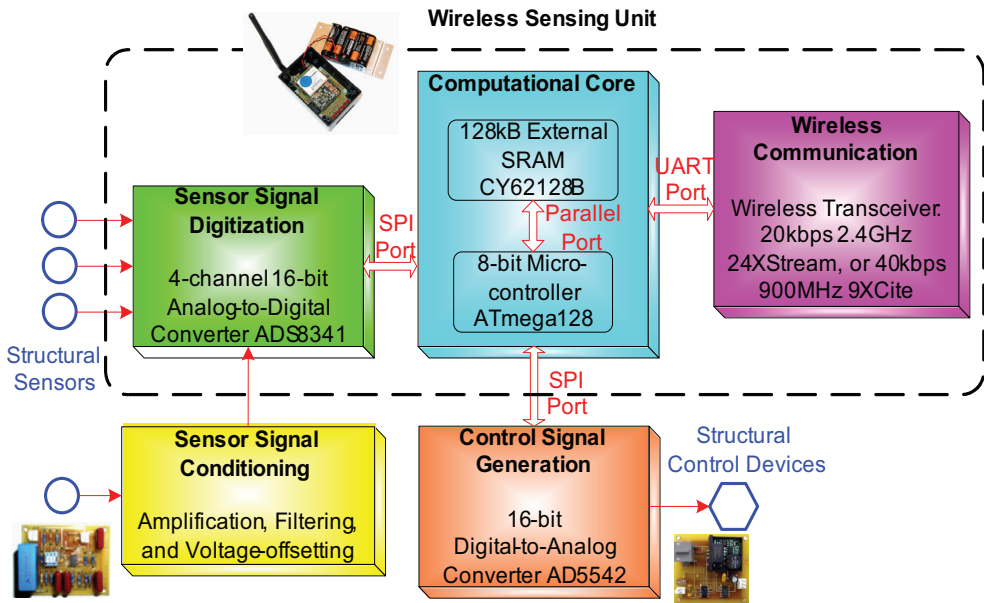 Wireless Sensing Unit
Computational Core
128kB External
SRAM
CY62128B
Parallel
Port
8-bit Micro-
controller
ATmega128
UART
Port
Wireless
Communication
Wireless Transceiver:
20kbps 2.4GHz
24XStream, or 40kbps
900MHz 9XCite
Sensor Signal
Digitization
4-channel 16-bit
Analog-to-Digital
Converter ADS8341
SPI
Port
Structural
Sensors
SPI
Port
Sensor Signal
Conditioning
Amplification, Filtering,
and Voltage-offsetting
Control Signal
Generation
16-bit
Digital-to-Analog
Converter AD5542
Structural
Control Devices